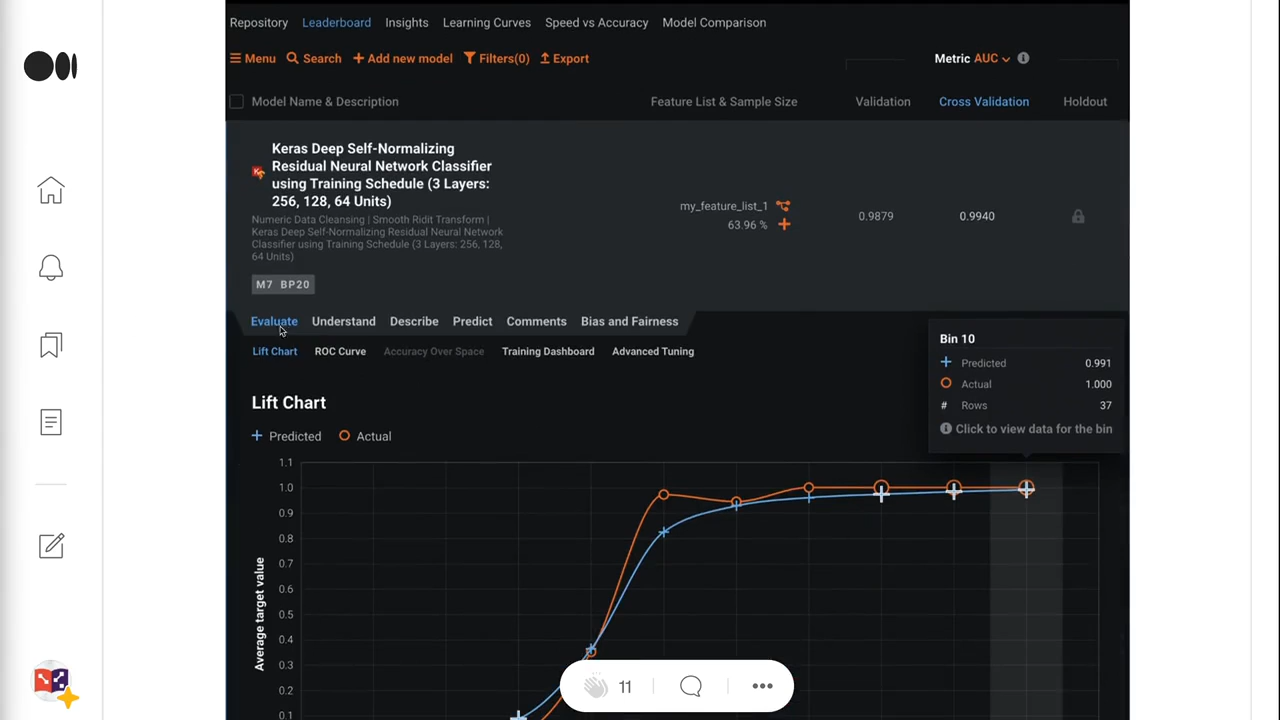 Repository Leaderboard Insights Learning Curves Speed vs Accuracy Model Comparison
Menu Search Add new model Filters(0) Export Metric AUC
Model Name & Description Feature List & Sample Size Validation Cross Validation Holdout
Keras Deep Self-Normalizing
Residual Neural Network Classifier
using Training Schedule (3 Layers:
256, 128, 64 Units)
Numeric Data Cleansing | Smooth Ridit Transform |
Keras Deep Self-Normalizing Residual Neural Network
Classifier using Training Schedule (3 Layers: 256, 128,
64 Units)
my_feature_list_1
63.96 %
0.9879 0.9940
M7 BP20
Evaluate Understand Describe Predict Comments Bias and Fairness
Lift Chart ROC Curve Accuracy Over Space Training Dashboard Advanced Tuning
Bin 10
Predicted 0.991
Actual 1.000
# Rows 37
Click to view data for the bin
Lift Chart
Predicted Actual
1.1
1.0
0.9
0.8
0.7
0.6
0.5
0.4
0.3
0.2
0.1
Average target value
11